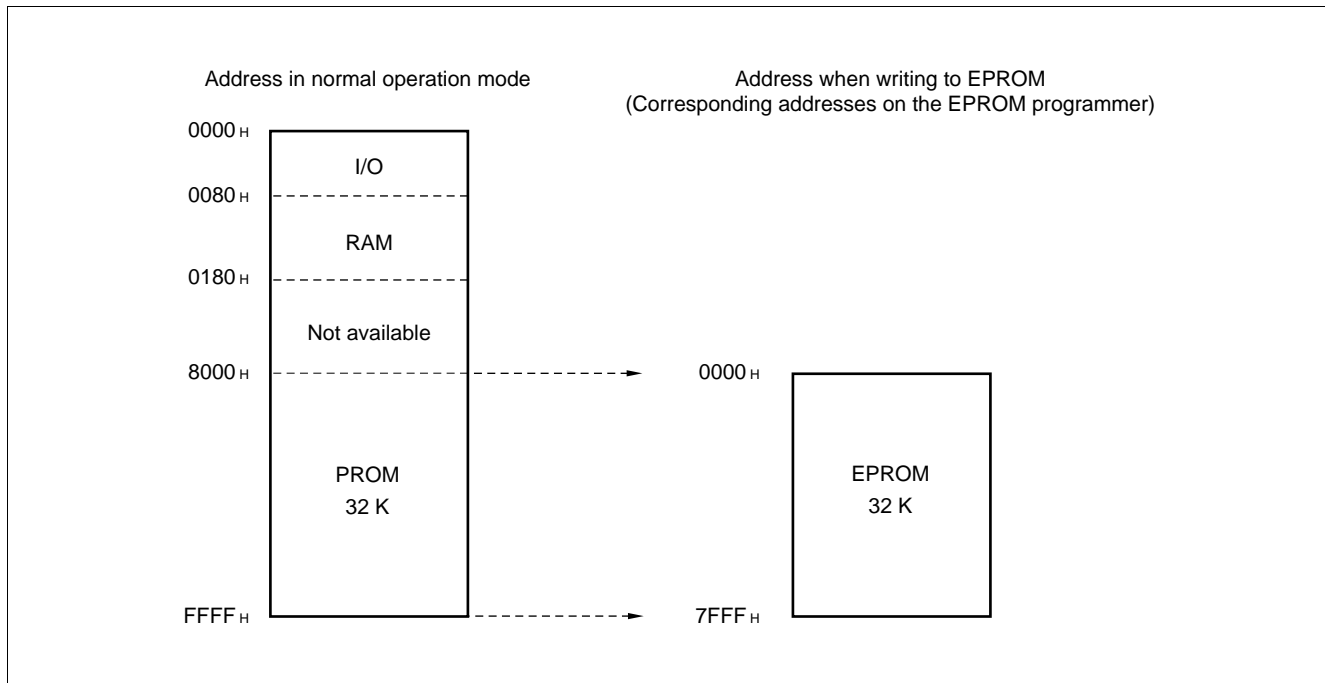 Address in normal operation mode
Address when writing to EPROM
(Corresponding addresses on the EPROM programmer)
0000 H
I/O
0080 H
RAM
0180 H
Not available
8000 H
0000 H
PROM
32 K
EPROM
32 K
FFFF H
7FFF H